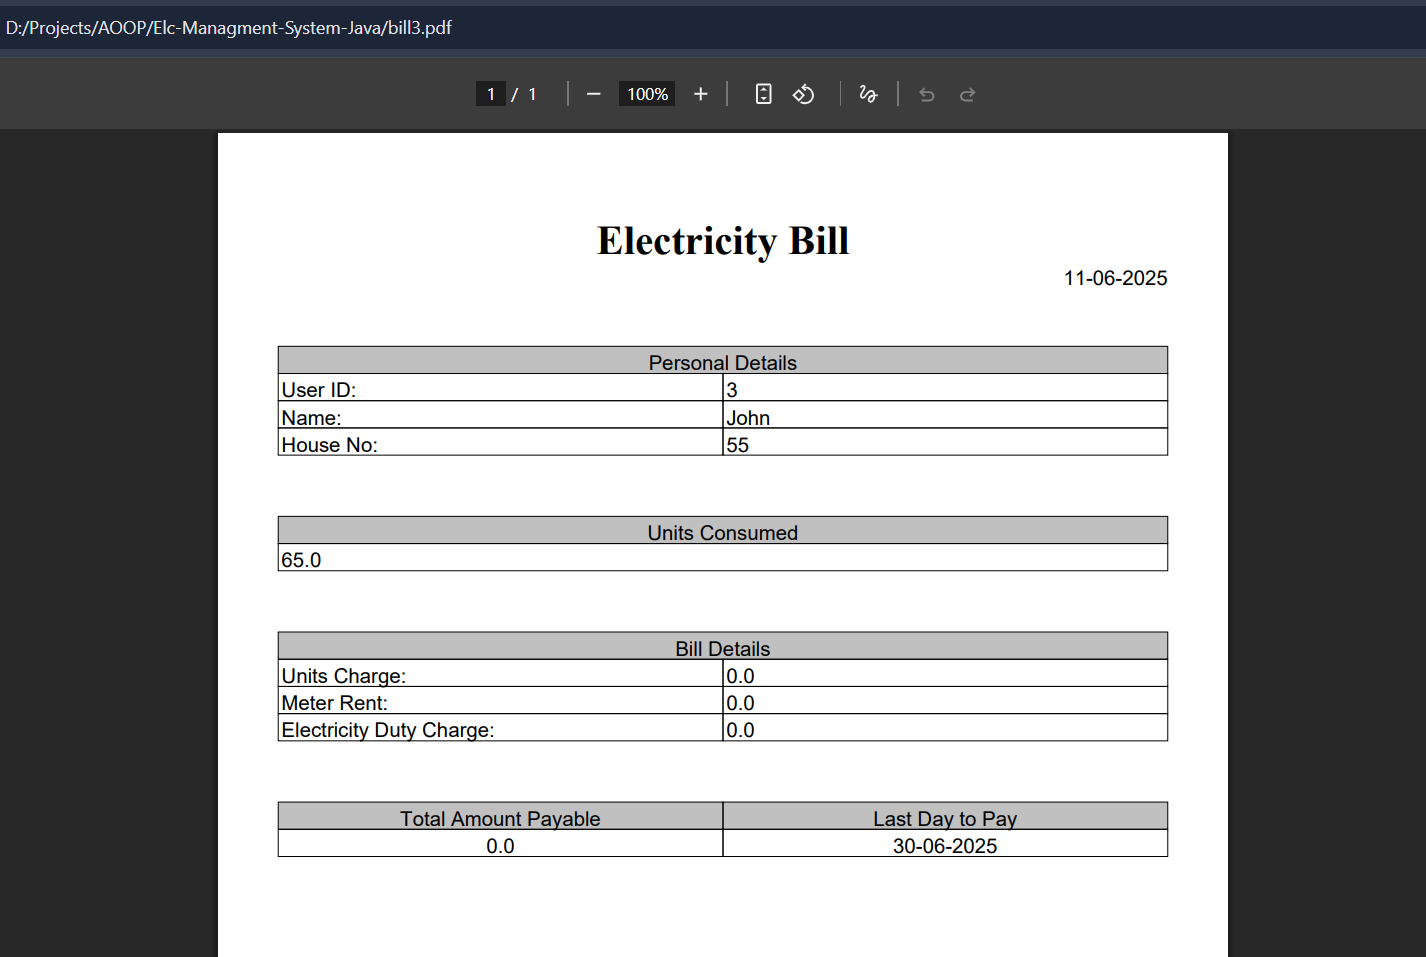 D:/Projects/AOOP/Elc-Managment-System-Java/bill3.pdf
1 / 1 100%
Electricity Bill
11-06-2025
Personal Details
User ID: 3
Name: John
House No: 55
Units Consumed
65.0
Bill Details
Units Charge: 0.0
Meter Rent: 0.0
Electricity Duty Charge: 0.0
Total Amount Payable Last Day to Pay
0.0 30-06-2025